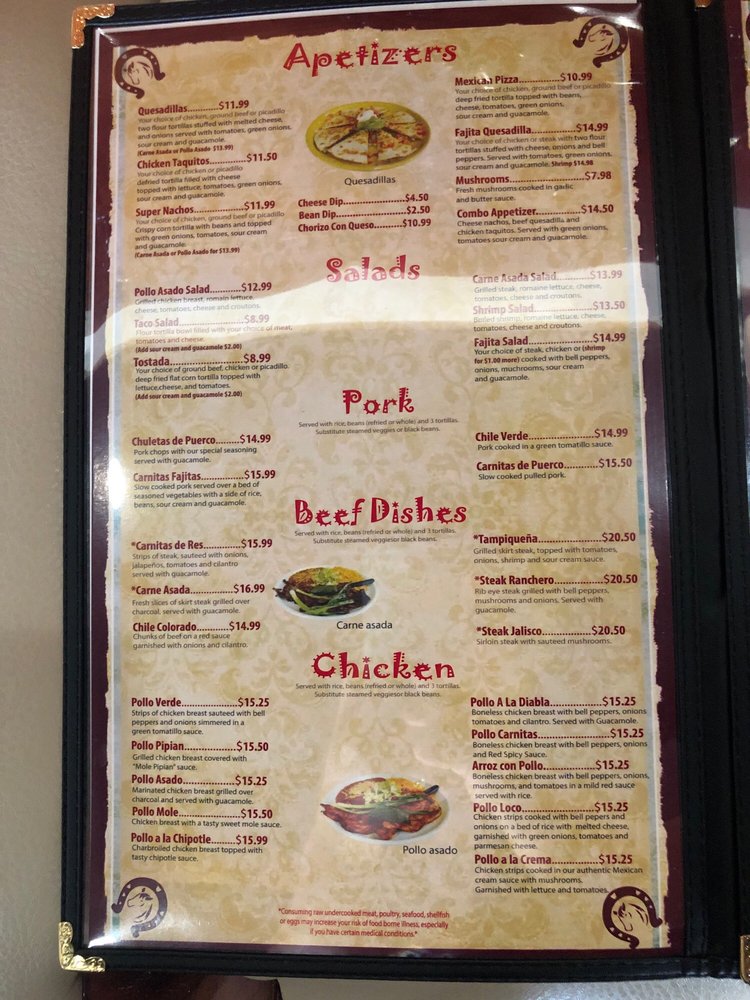 Apetizers
Quesadillas............$11.99
Your choice of chicken, ground beef or picadillo
two flour tortillas stuffed with melted cheese,
and onions served with tomatoes, green onions,
sour cream and guacamole.
(Carne Asada or Pollo Asado $13.99)
Chicken Taquitos............$11.50
Your choice of chicken or picadillo
defried tortilla filled with cheese
topped with lettuce, tomatoes, green onions,
sour cream and guacamole.
Super Nachos............$11.99
Your choice of chicken, ground beef or picadillo
Crispy corn tortilla with beans and topped
with green onions, tomatoes, sour cream
and guacamole.
(Carne Asada or Pollo Asado for $13.99)
Quesadillas
Cheese Dip............$4.50
Bean Dip............$2.50
Chorizo Con Queso.........$10.99
Mexican Pizza............$10.99
Your choice of chicken, ground beef or picadillo
deep fried tortilla topped with beans,
cheese, tomatoes, green onions,
sour cream and guacamole.
Fajita Quesadilla............$14.99
Your choice of chicken or steak with two flour
tortillas stuffed with cheese, onions and bell
peppers. Served with tomatoes, green onions,
sour cream and guacamole. Shrimp $14.98
Mushrooms............$7.98
Fresh mushrooms cooked in garlic
and butter sauce.
Combo Appetizer............$14.50
Cheese nachos, beef quesadilla, and
chicken taquitos. Served with green onions,
tomatoes sour cream and guacamole.
Salads
Pollo Asado Salad.........$12.99
Grilled chicken breast, romain lettuce,
cheese, tomatoes, cheese and croutons.
Taco Salad............$8.99
Flour tortilla bowl filled with your choice of meat,
tomatoes and cheese.
(Add sour cream and guacamole $2.00)
Tostada............$8.99
Your choice of ground beef, chicken or picadillo.
deep fried flat corn tortilla topped with
lettuce,cheese, and tomatoes.
(Add sour cream and guacamole $2.00)
Carne Asada Salad.........$13.99
Grilled steak, romaine lettuce, cheese,
tomatoes, cheese and croutons.
Shrimp Salad............$13.50
Boiled shrimp, romaine lettuce, cheese,
tomatoes, cheese and croutons.
Fajita Salad............$14.99
Your choice of steak, chicken or (shrimp
for $1.00 more) cooked with bell peppers,
onions, muchrooms, sour cream
and guacamole.
Pork
Served with rice, beans (refried or whole) and 3 tortillas.
Substitute steamed veggies or black beans.
Chuletas de Puerco.........$14.99
Pork chops with our special seasoning
served with guacamole.
Carnitas Fajitas............$15.99
Slow cooked pork served over a bed of
seasoned vegetables with a side of rice,
beans, sour cream and guacamole.
Chile Verde............$14.99
Pork cooked in a green tomatillo sauce.
Carnitas de Puerco............$15.50
Slow cooked pulled pork.
Beef Dishes
Served with rice, beans (refried or whole) and 3 tortillas.
Substitute steamed veggiesor black beans.
*Carnitas de Res............$15.99
Strips of steak, sauteed with onions,
jalapeños, tomatoes and cilantro
served with guacamole.
*Carne Asada............$16.99
Fresh slices of skirt steak grilled over
charcoal, served with guacamole.
Chile Colorado............$14.99
Chunks of beef on a red sauce
garnished with onions and cilantro.
Carne asada
*Tampiqueña............$20.50
Grilled skirt steak, topped with tomatoes,
onions, shrimp and sour cream sauce.
*Steak Ranchero............$20.50
Rib eye steak grilled with bell peppers,
mushrooms and onions. Served with
guacamole.
*Steak Jalisco............$20.50
Sirloin steak with sauteed mushrooms.
Chicken
Served with rice, beans (refried or whole) and 3 tortillas.
Substitute steamed veggiesor black beans.
Pollo Verde............$15.25
Strips of chicken breast sauteed with bell
peppers and onions simmered in a
green tomatillo sauce.
Pollo Pipian............$15.50
Grilled chicken breast covered with
"Mole Pipian" sauce.
Pollo Asado............$15.25
Marinated chicken breast grilled over
charcoal and served with guacamole.
Pollo Mole............$15.50
Chicken breast with a tasty sweet mole sauce.
Pollo a la Chipotle............$15.99
Charbroiled chicken breast topped with
tasty chipotle sauce.
Pollo asado
Pollo A La Diabla............$15.25
Boneless chicken breast with bell peppers, onions
tomatoes and cilantro. Served with Guacamole.
Pollo Carnitas............$15.25
Boneless chicken breast with bell peppers, onions
and Red Spicy Sauce.
Arroz con Pollo............$15.25
Boneless chicken breast with bell peppers, onions,
mushrooms, and tomatoes in a mild red sauce
served with rice.
Pollo Loco............$15.25
Chicken strips cooked with bell pepers and
onions on a bed of rice with melted cheese,
garnished with green onions, tomatoes and
parmesan cheese.
Pollo a la Crema............$15.25
Chicken strips cooked in our authentic Mexican
cream sauce with mushrooms.
Garnished with lettuce and tomatoes.
*Consuming raw undercooked meat, poultry, seafood, shellfish
or eggs may increase your risk of food borne illness, especially
if you have certain medical conditions.*